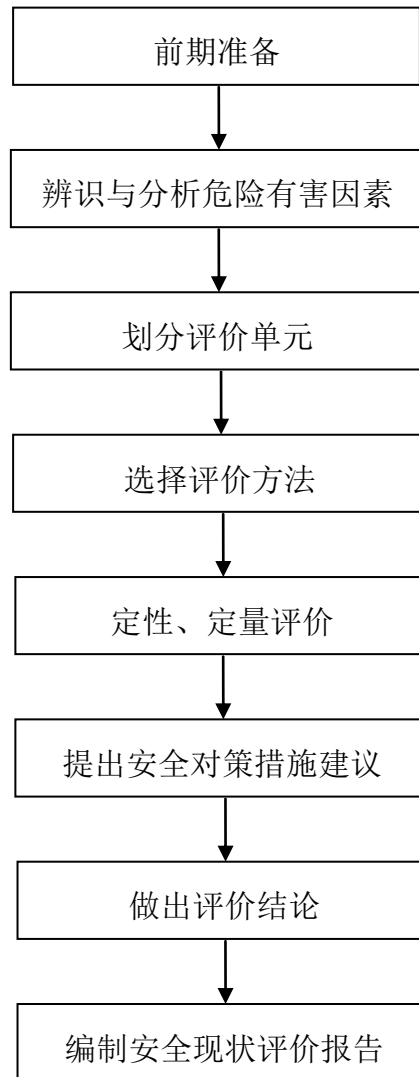 前期准备
辨识与分析危险有害因素
划分评价单元
选择评价方法
定性、定量评价
提出安全对策措施建议
做出评价结论
编制安全现状评价报告